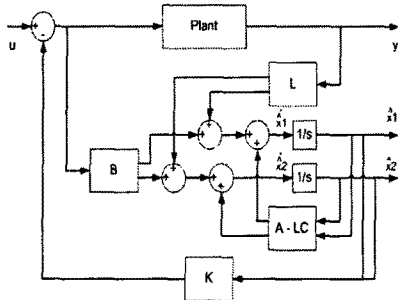 Plant
u
y
+
-
L
x̂1
x̂1
+
+
+
+
1/s
B
x̂2
x̂2
+
+
+
+
1/s
A - LC
K